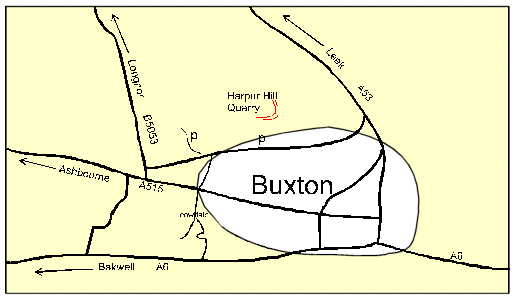 Leek
Longnor
A53
Harpur Hill
Quarry
B5053
p
p
Ashbourne
A515
Buxton
cowdale
A6
Bakwell
A6